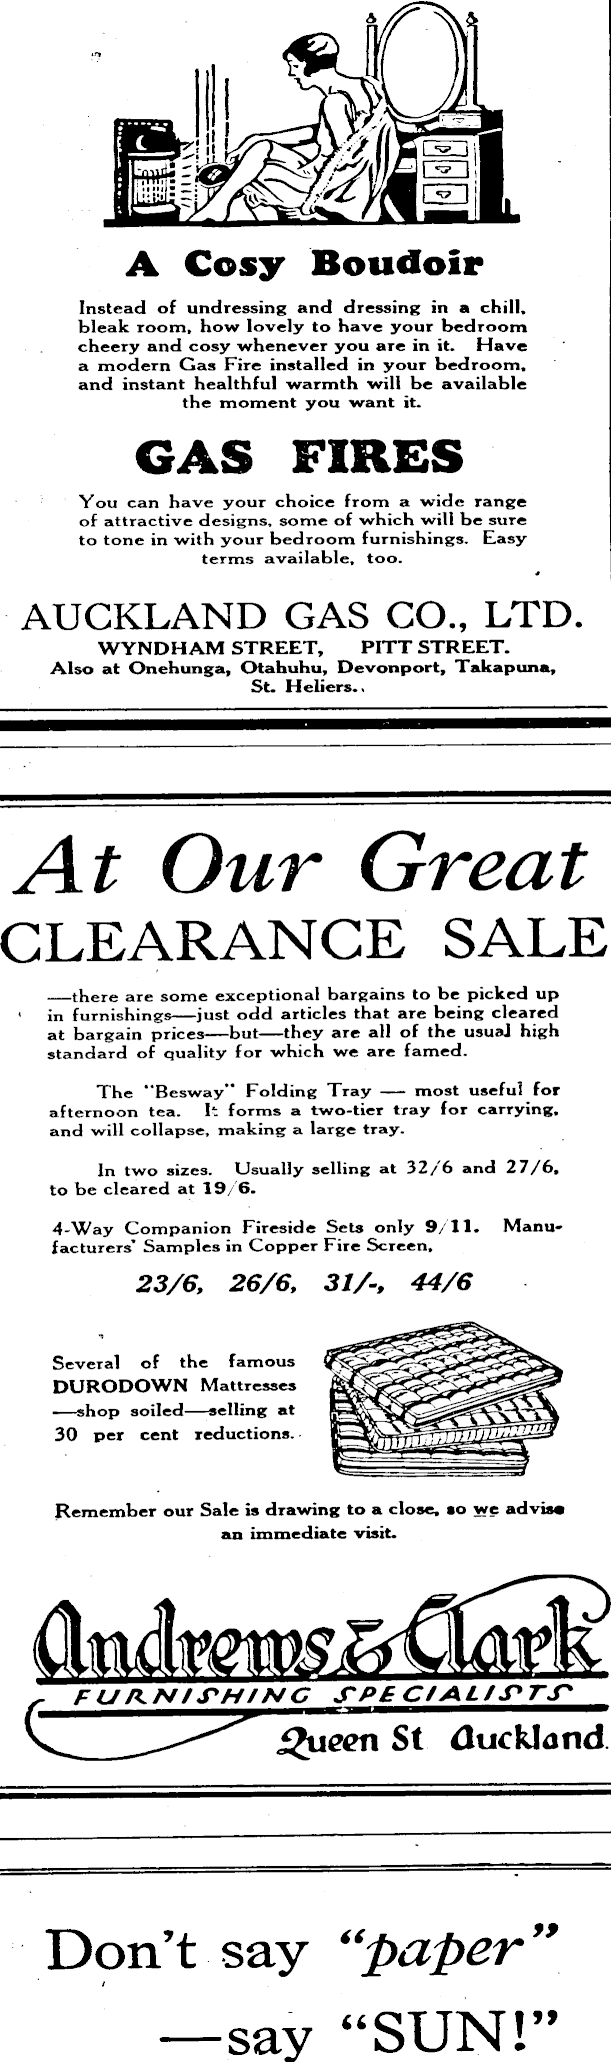 A Cosy Boudoir
Instead of undressing and dressing in a chill,
bleak room, how lovely to have your bedroom
cheery and cosy whenever you are in it. Have
a modern Gas Fire installed in your bedroom,
and instant healthful warmth will be available
the moment you want it.
GAS FIRES
You can have your choice from a wide range
of attractive designs, some of which will be sure
to tone in with your bedroom furnishings. Easy
terms available, too.
AUCKLAND GAS CO., LTD.
WYNDHAM STREET, PITT STREET.
Also at Onehunga, Otahuhu, Devonport, Takapuna,
St. Heliers..
At Our Great
CLEARANCE SALE
—there are some exceptional bargains to be picked up
in furnishings—just odd articles that are being cleared
at bargain prices—but—they are all of the usual high
standard of quality for which we are famed.
The "Besway" Folding Tray — most useful for
afternoon tea. It forms a two-tier tray for carrying,
and will collapse, making a large tray.
In two sizes. Usually selling at 32/6 and 27/6,
to be cleared at 19/6.
4-Way Companion Fireside Sets only 9/11. Manu-
facturers' Samples in Copper Fire Screen,
23/6, 26/6, 31/-, 44/6
Several of the famous
DURODOWN Mattresses
—shop soiled—selling at
30 per cent reductions.
Remember our Sale is drawing to a close, so we advise
an immediate visit.
Andrews & Clark
FURNISHING SPECIALISTS
Queen St Auckland.
Don't say "paper"
—say "SUN!"